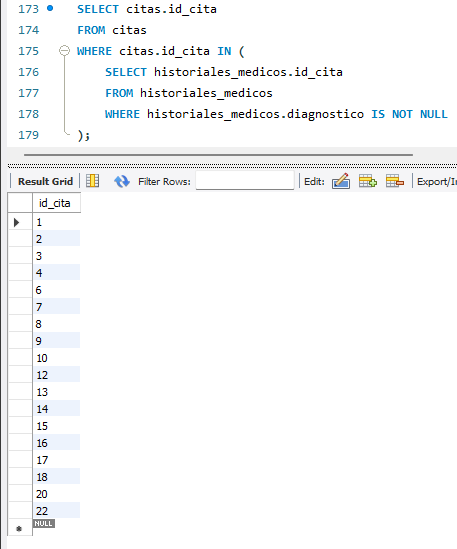 173 SELECT citas.id_cita
174 FROM citas
175 WHERE citas.id_cita IN (
176 SELECT historiales_medicos.id_cita
177 FROM historiales_medicos
178 WHERE historiales_medicos.diagnostico IS NOT NULL
179 );
Result Grid Filter Rows: Edit: Export/In
id_cita
1
2
3
4
6
7
8
9
10
12
13
14
15
16
17
18
20
22
NULL